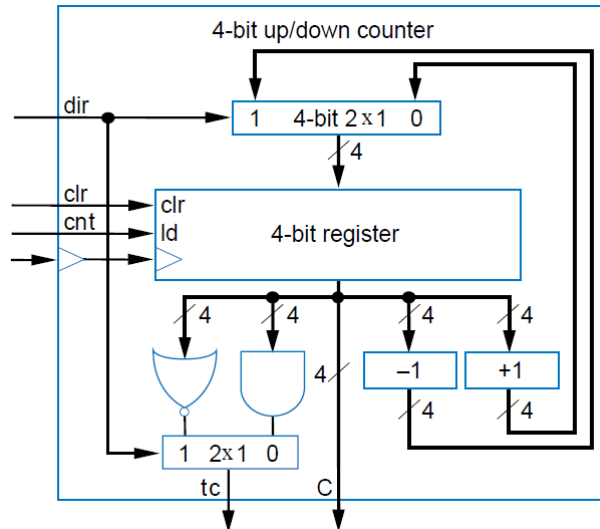 4-bit up/down counter
dir
1 4-bit 2x1 0
4
clr
clr
cnt
ld
4-bit register
4 4 4 4
4
–1 +1
4 4
1 2x1 0
tc C